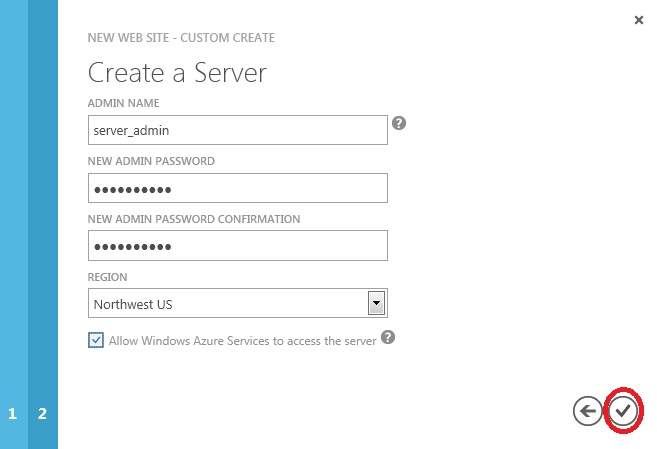 NEW WEB SITE - CUSTOM CREATE
Create a Server
ADMIN NAME
server_admin
NEW ADMIN PASSWORD
●●●●●●●●●●
NEW ADMIN PASSWORD CONFIRMATION
●●●●●●●●●●
REGION
Northwest US
Allow Windows Azure Services to access the server
1 2